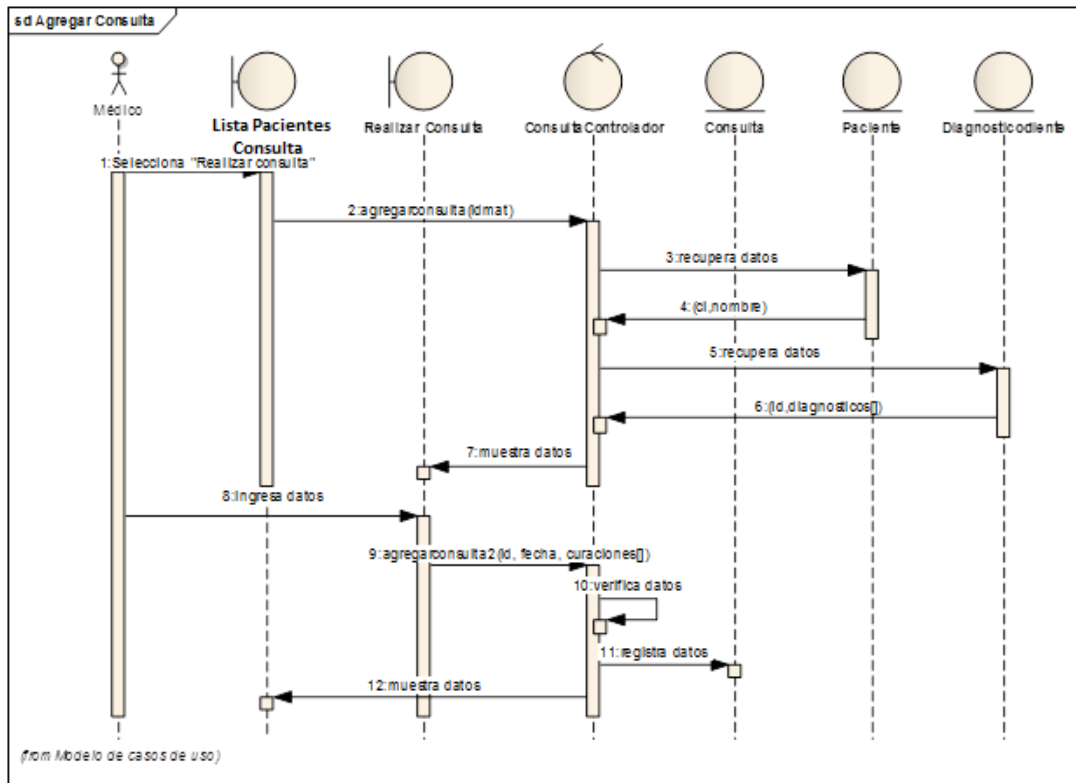 sd Agregar Consulta
Médico
Lista Pacientes
Consulta
Realizar Consulta
ConsultaControlador
Consulta
Paciente
Diagnosticodiente
1:Selecciona "Realizar consulta"
2:agregarconsulta(idmat)
3:recupera datos
4:(ci,nombre)
5:recupera datos
6:(id,diagnosticos[])
7:muestra datos
8:ingresa datos
9:agregarconsulta2(id, fecha, curaciones[])
10:verifica datos
11:registra datos
12:muestra datos
(from Modelo de casos de uso)